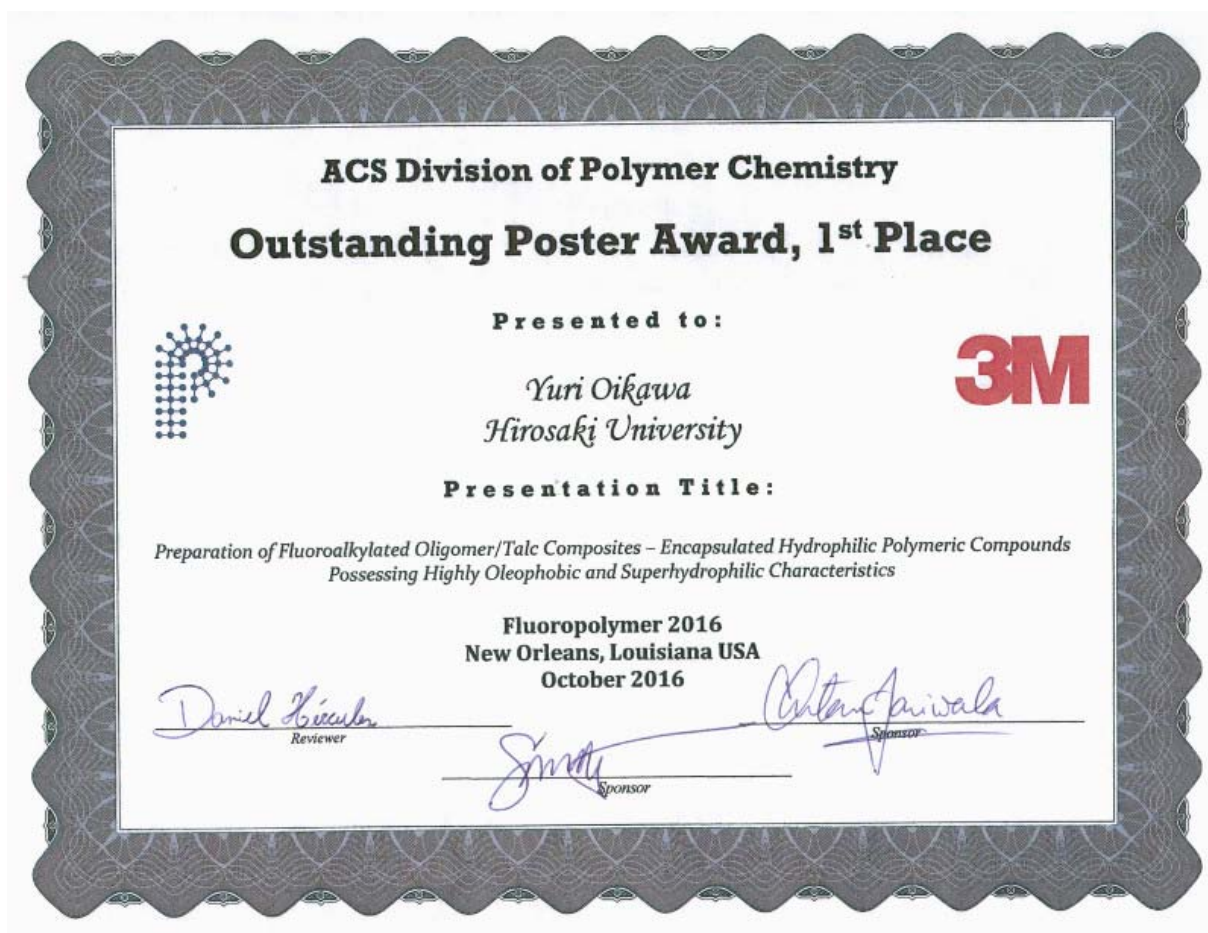 ACS Division of Polymer Chemistry
Outstanding Poster Award, 1st Place
Presented to:
3M
Yuri Oikawa
Hirosaki University
Presentation Title:
Preparation of Fluoroalkylated Oligomer/Talc Composites – Encapsulated Hydrophilic Polymeric Compounds
Possessing Highly Oleophobic and Superhydrophilic Characteristics
Fluoropolymer 2016
New Orleans, Louisiana USA
October 2016
Daniel
Reviewer
Sponsor
Sponsor